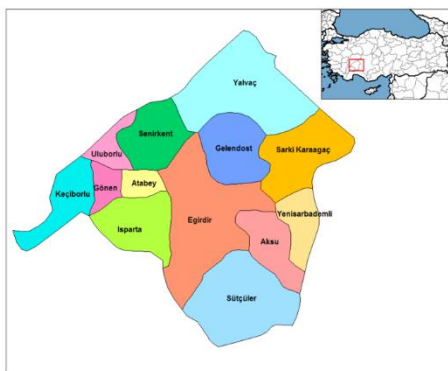 Yalvaç
Senirkent
Gelendost
Sarki Karaagaç
Uluborlu
Keçiborlu
Gönen
Atabey
Yenisarbademli
Egirdir
Isparta
Aksu
Sütçüler